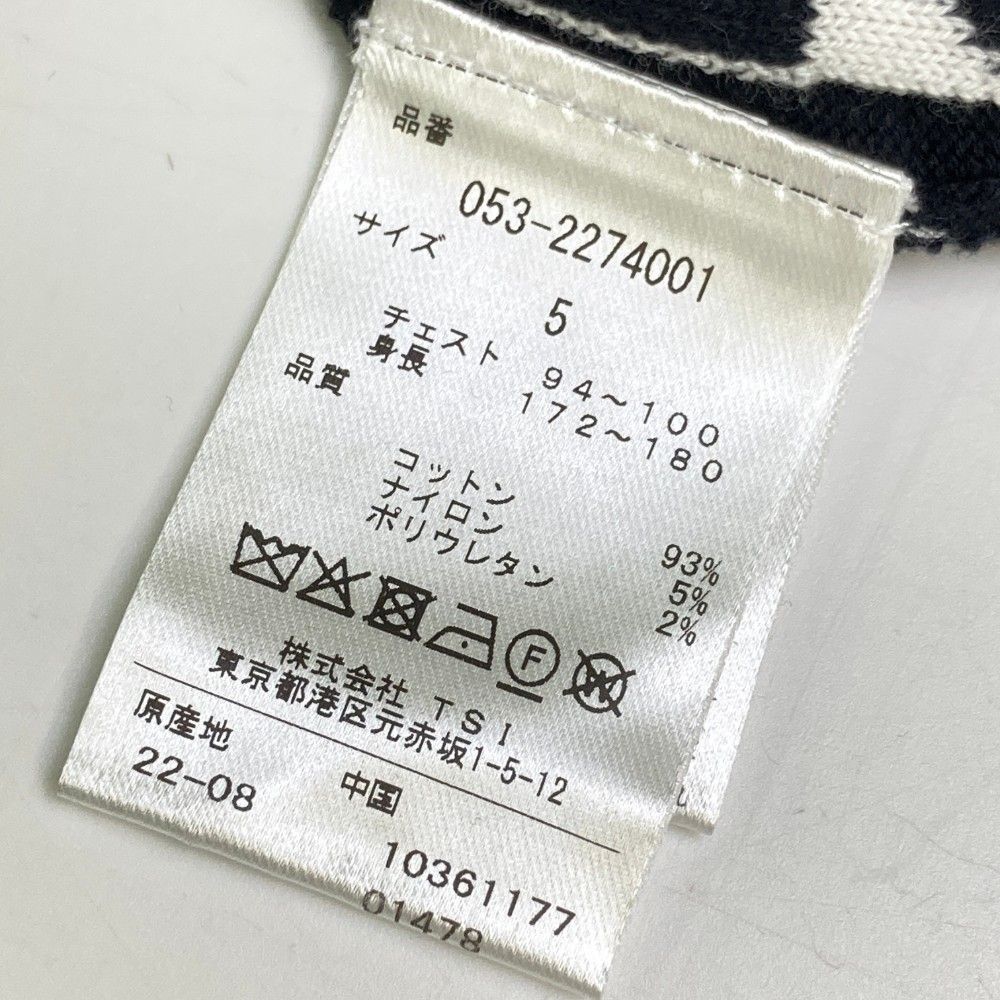 品番
053-2274001
サイズ
5
チェスト 94～100
身長 172～180
品質
コットン 93%
ナイロン 5%
ポリウレタン 2%
F
W
株式会社 TSI
東京都港区元赤坂1-5-12
原産地 中国
22-08 10361177
01478